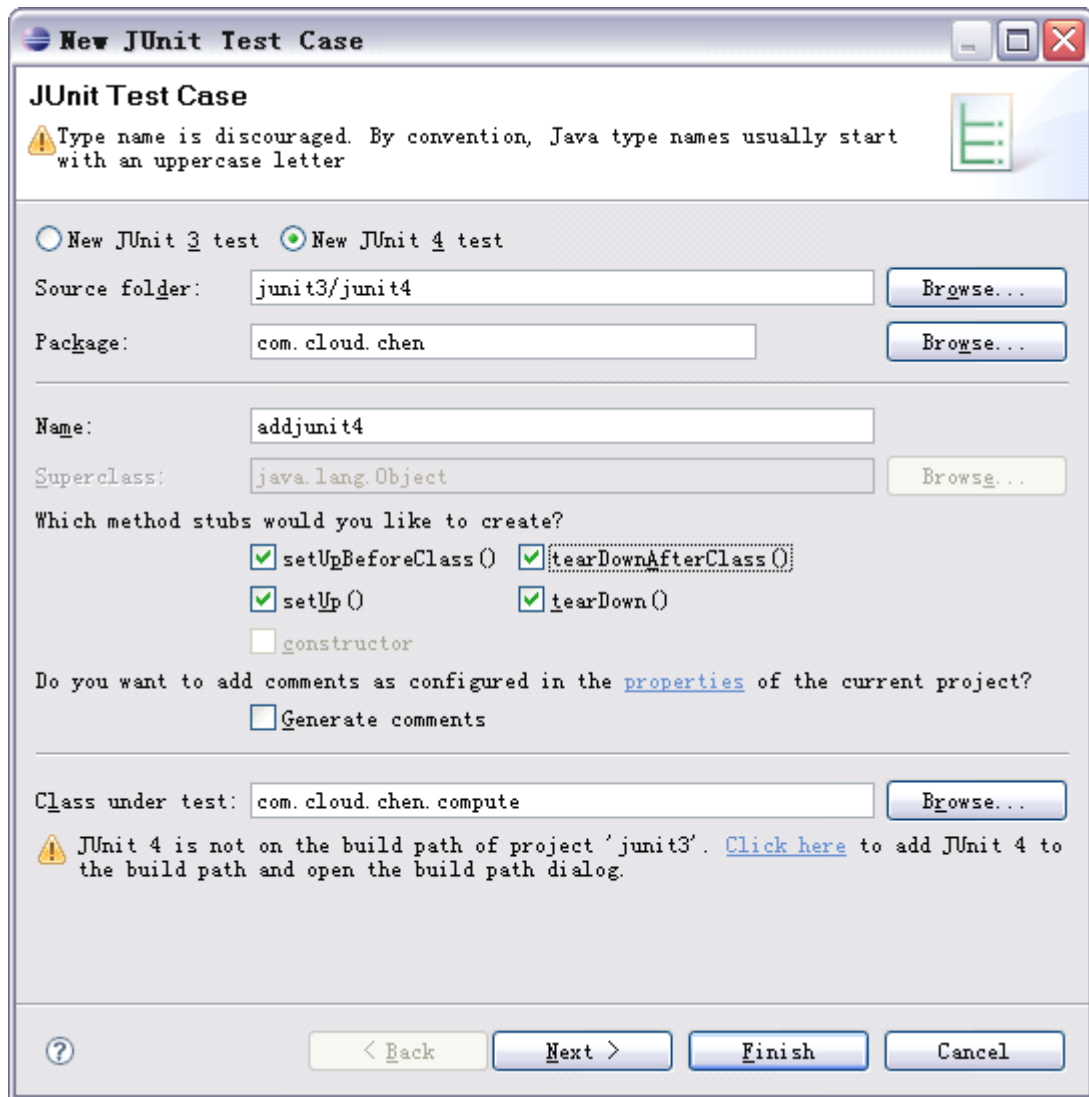 New JUnit Test Case
JUnit Test Case
Type name is discouraged. By convention, Java type names usually start
with an uppercase letter
New JUnit 3 test New JUnit 4 test
Source folder: junit3/junit4 Browse...
Package: com.cloud.chen Browse...
Name: addjunit4
Superclass: java.lang.Object Browse...
Which method stubs would you like to create?
setUpBeforeClass() tearDownAfterClass()
setUp() tearDown()
constructor
Do you want to add comments as configured in the properties of the current project?
Generate comments
Class under test: com.cloud.chen.compute Browse...
JUnit 4 is not on the build path of project 'junit3'. Click here to add JUnit 4 to
the build path and open the build path dialog.
? < Back Next > Finish Cancel